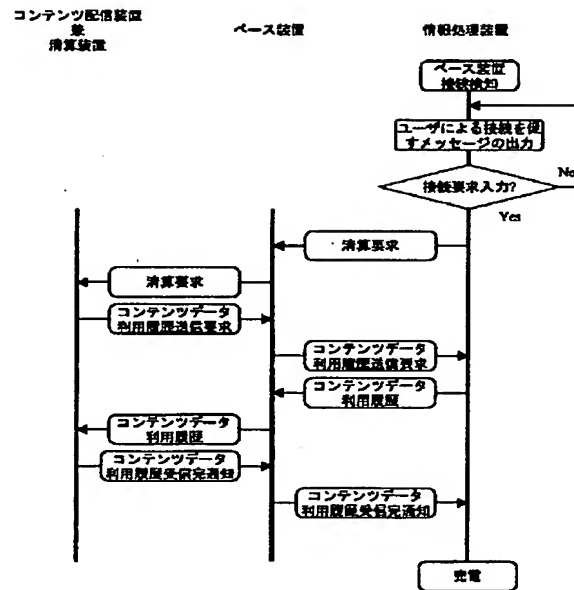 コンテンツ配信装置
兼
清算装置
ベース装置
情報処理装置
ベース装置
接続検知
ユーザによる接続を促
すメッセージの出力
接続要求入力?
No
Yes
清算要求
清算要求
コンテンツデータ
利用履歴送信要求
コンテンツデータ
利用履歴送信要求
コンテンツデータ
利用履歴
コンテンツデータ
利用履歴
コンテンツデータ
利用履歴受信完通知
コンテンツデータ
利用履歴受信完通知
充電